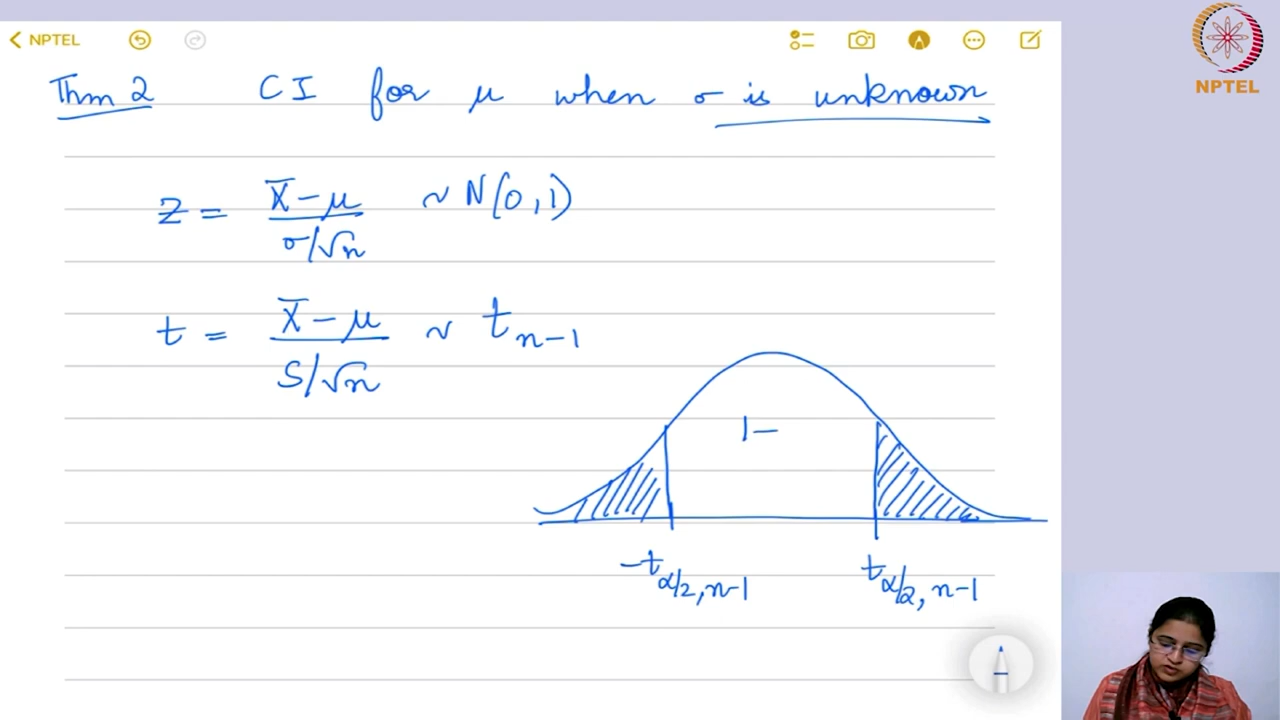 NPTEL
NPTEL
Thm 2 CI for μ when σ is unknown
Z = X̄ - μ / σ/√n ~ N(0,1)
t = X̄ - μ / S/√n ~ t_{n-1}
1-
-t_{α/2, n-1} t_{α/2, n-1}